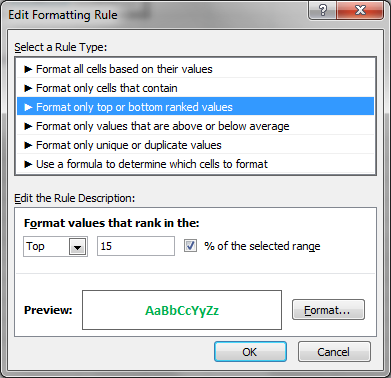 Edit Formatting Rule
Select a Rule Type:
► Format all cells based on their values
► Format only cells that contain
► Format only top or bottom ranked values
► Format only values that are above or below average
► Format only unique or duplicate values
► Use a formula to determine which cells to format
Edit the Rule Description:
Format values that rank in the:
Top 15 % of the selected range
Preview: AaBbCcYyZz Format...
OK Cancel